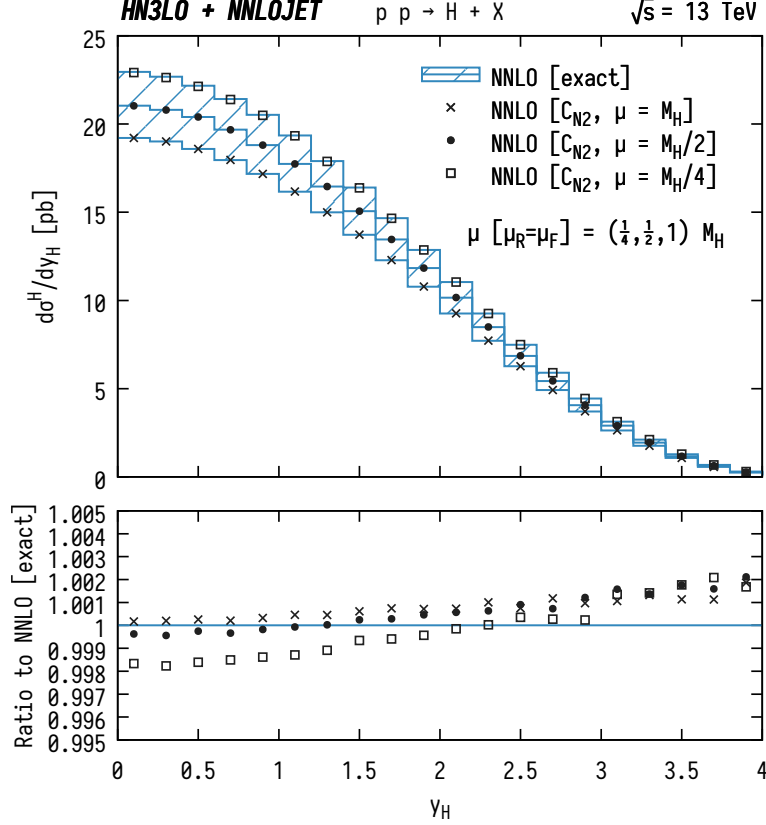 HN3LO + NNLOJET p p → H + X √s = 13 TeV
25
20
15
10
5
0
dσᴴ/dy_H [pb]
NNLO [exact]
NNLO [C_N2, μ = M_H]
NNLO [C_N2, μ = M_H/2]
NNLO [C_N2, μ = M_H/4]
μ [μ_R=μ_F] = (1/4,1/2,1) M_H
Ratio to NNLO [exact]
1.005
1.004
1.003
1.002
1.001
1
0.999
0.998
0.997
0.996
0.995
0 0.5 1 1.5 2 2.5 3 3.5 4
y_H